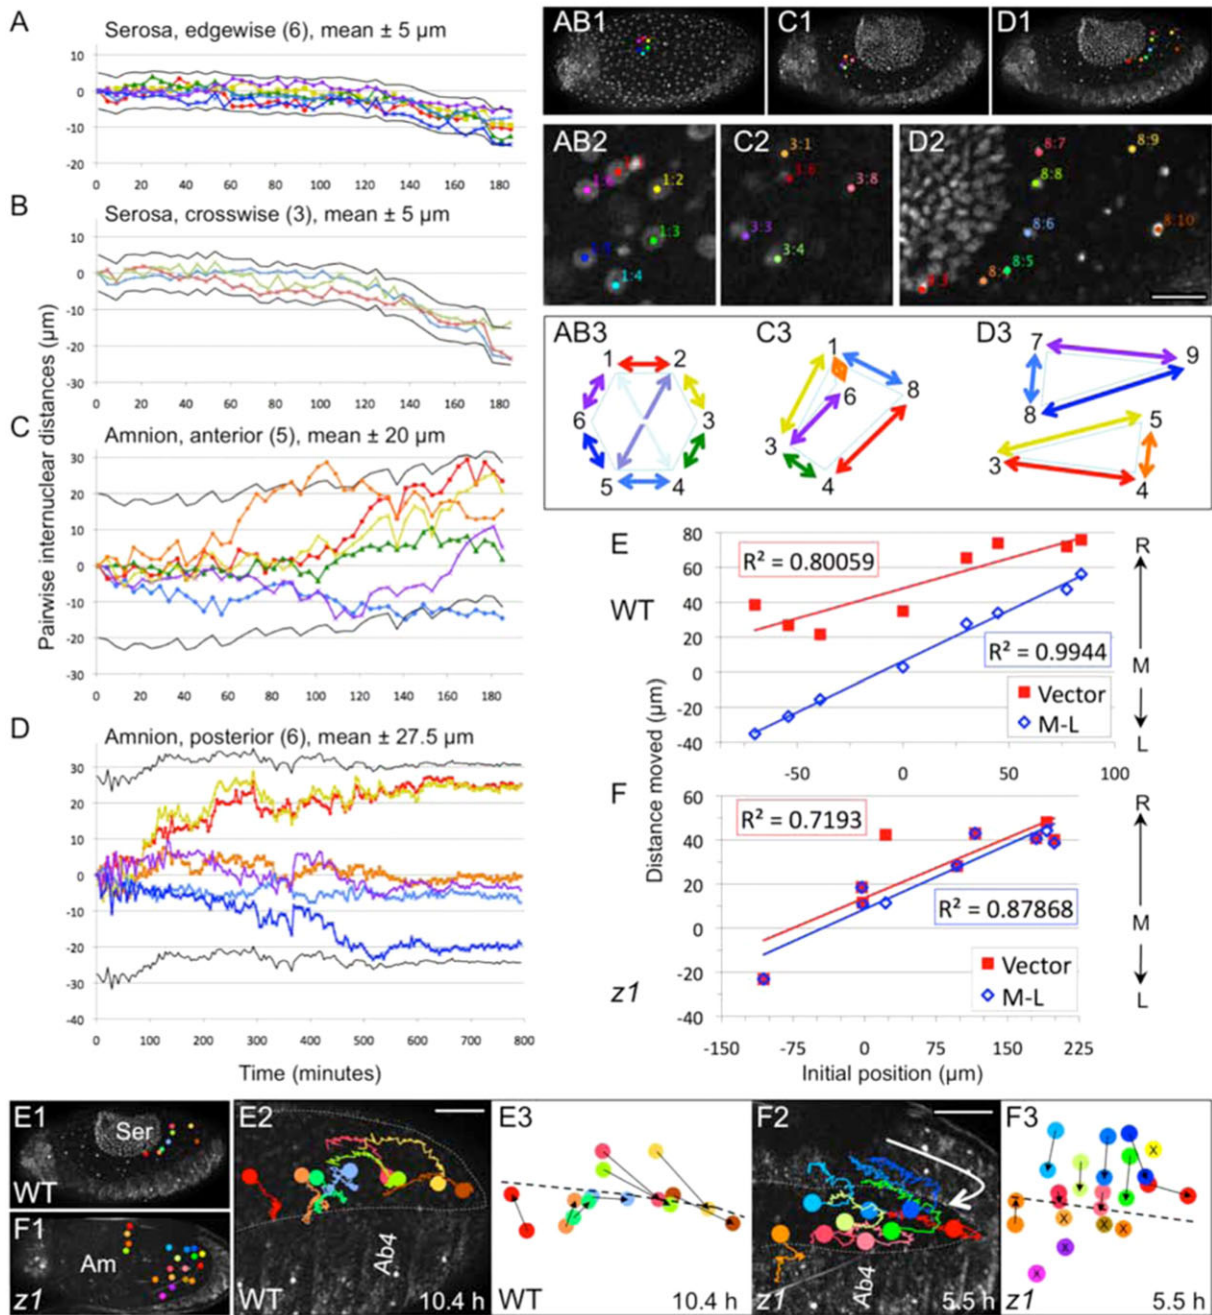 A
Serosa, edgewise (6), mean ± 5 µm
10
0
-10
-20
0 20 40 60 80 100 120 140 160 180
B
Serosa, crosswise (3), mean ± 5 µm
10
0
-10
-20
-30
0 20 40 60 80 100 120 140 160 180
C
Amnion, anterior (5), mean ± 20 µm
30
20
10
0
-10
-20
-30
0 20 40 60 80 100 120 140 160 180
D
Amnion, posterior (6), mean ± 27.5 µm
30
20
10
0
-10
-20
-30
-40
0 100 200 300 400 500 600 700 800
Time (minutes)
Pairwise internuclear distances (µm)
AB1
C1
D1
AB2
1:2
1:3
1:4
C2
3:1
3:6
3:8
3:3
3:4
D2
8:7
8:9
8:8
8:6
8:10
8:5
8:4
8:3
AB3
1 2
6 3
5 4
C3
1
6
8
3
4
D3
7
9
8
5
3
4
E
WT
80
60
40
20
0
-20
-40
-50 0 50 100
R² = 0.80059
R² = 0.9944
Vector
M-L
R
M
L
Distance moved (µm)
F
z1
60
40
20
0
-20
-40
-150 -75 0 75 150 225
R² = 0.7193
R² = 0.87868
Vector
M-L
R
M
L
Initial position (µm)
E1
Ser
WT
F1
Am
z1
E2
Ab4
WT 10.4 h
E3
WT 10.4 h
F2
Ab4
z1 5.5 h
F3
X
X X X
X
X
z1 5.5 h